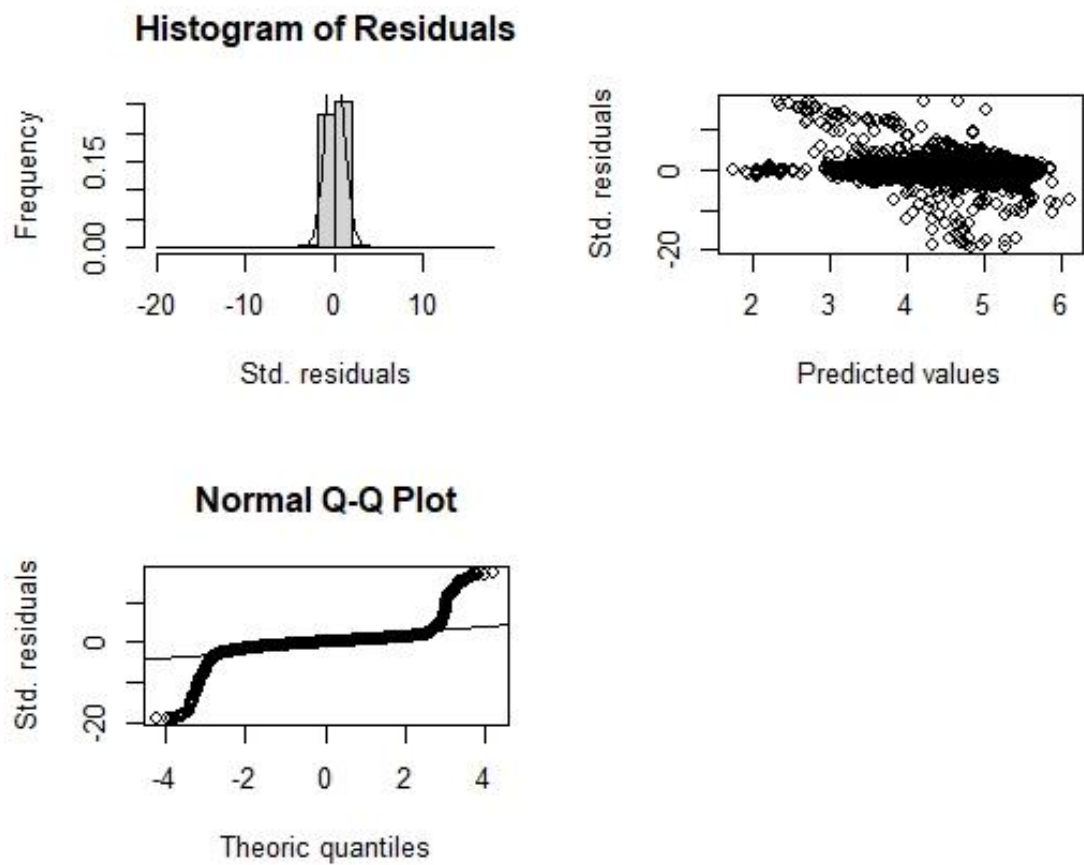 Histogram of Residuals
Frequency
0.15
0.00
-20
-10
0
10
Std. residuals
Std. residuals
0
-20
2
3
4
5
6
Predicted values
Normal Q-Q Plot
Std. residuals
0
-20
-4
-2
0
2
4
Theoric quantiles